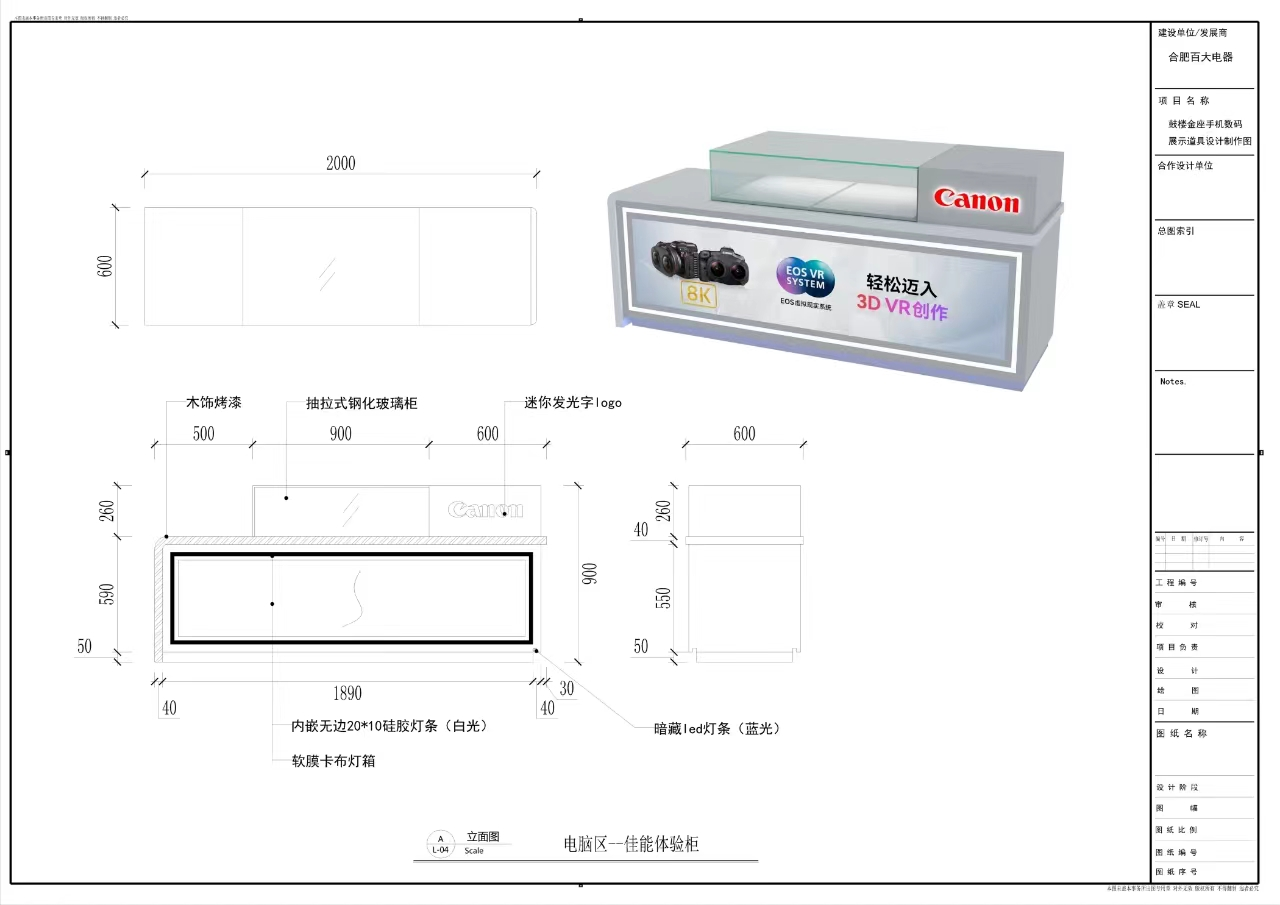 建设单位/发展商
合肥百大电器
项 目 名 称
鼓楼金座手机数码
展示道具设计制作图
合作设计单位
总图索引
盖章 SEAL
Notes.
编号 日 期 修订号 内 容
工 程 编 号
审 核
校 对
项 目 负 责
设 计
绘 图
日 期
图 纸 名 称
设 计 阶 段
图 幅
图 纸 比 例
图 纸 编 号
图 纸 序 号
2000
600
Canon
8K
EOS VR
SYSTEM
EOS虚拟现实系统
轻松迈入
3D VR创作
木饰烤漆
抽拉式钢化玻璃柜
迷你发光字logo
500
900
600
260
590
50
Canon
900
40
1890
40
30
内嵌无边20*10硅胶灯条（白光）
软膜卡布灯箱
暗藏led灯条（蓝光）
600
260
40
550
50
A
L-04
立面图
Scale
电脑区--佳能体验柜